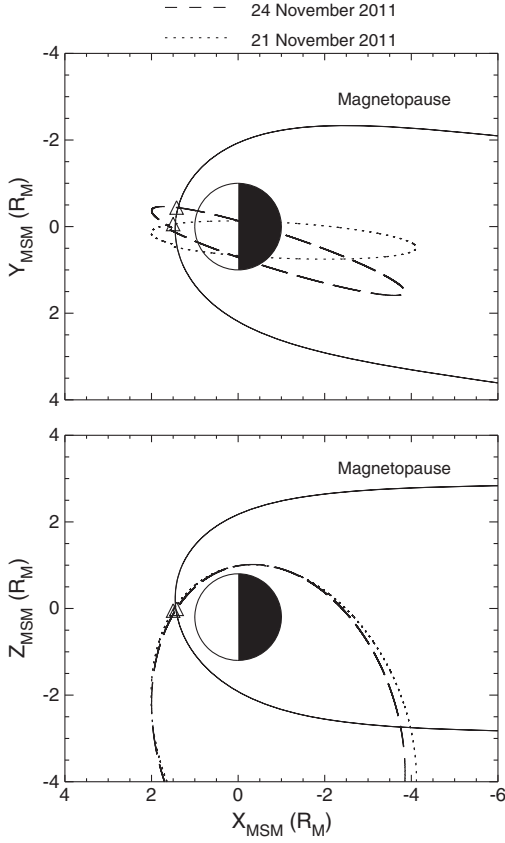 24 November 2011
21 November 2011
-4
-2
0
2
4
Y_MSM (R_M)
Magnetopause
4
2
0
-2
-4
Z_MSM (R_M)
Magnetopause
4 2 0 -2 -4 -6
X_MSM (R_M)